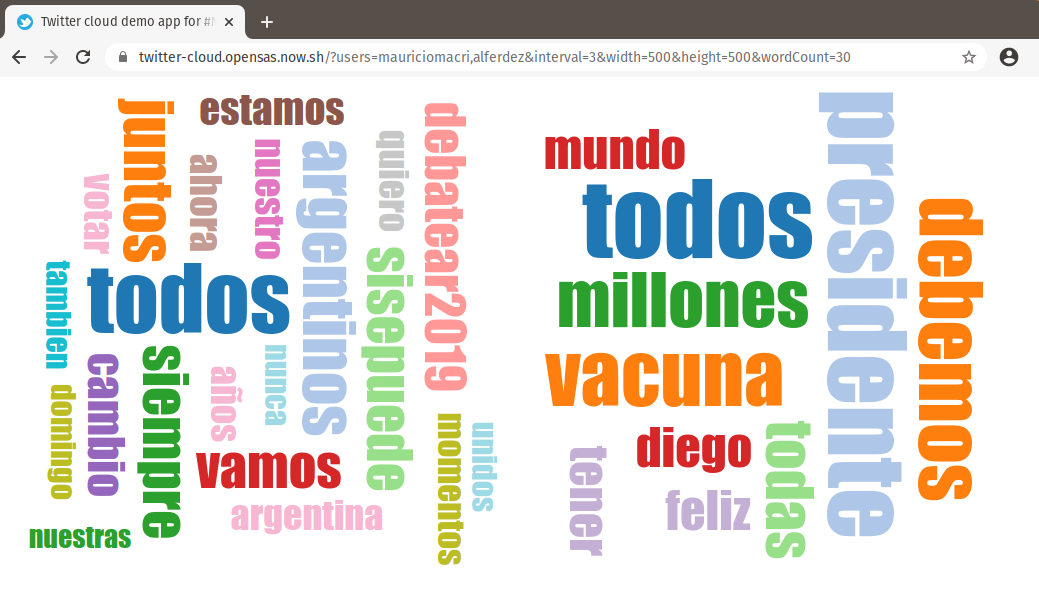 Twitter cloud demo app for #
twitter-cloud.opensas.now.sh/?users=mauriciomacri,alferdez&interval=3&width=500&height=500&wordCount=30
juntos
estamos
votar
ahora
nuestro
argentinos
quiero
debatear2019
todos
sisepuede
tambien
cambio
siempre
años
nunca
domingo
vamos
argentina
momentos
unidos
nuestras
mundo
todos
millones
vacuna
presidente
debemos
diego
tener
feliz
todas